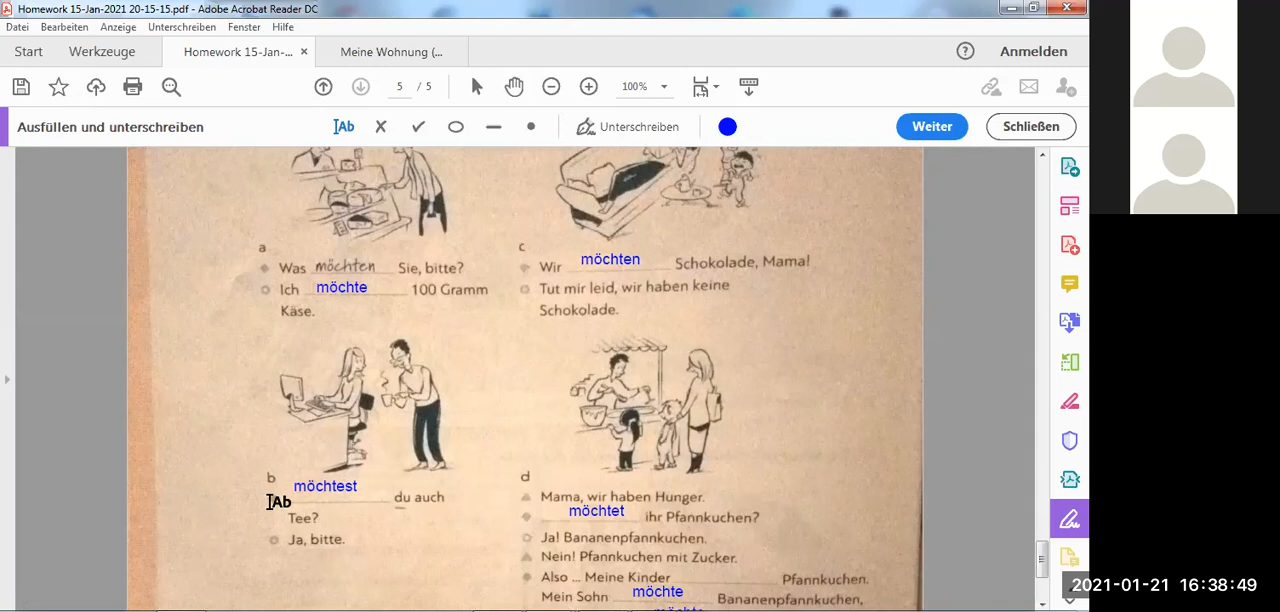 Homework 15-Jan-2021 20-15-15.pdf - Adobe Acrobat Reader DC
Datei Bearbeiten Anzeige Unterschreiben Fenster Hilfe
Start Werkzeuge Homework 15-Jan-... × Meine Wohnung (... Anmelden
5 / 5 100%
Ausfüllen und unterschreiben Ab Unterschreiben Weiter Schließen
a
Was möchten Sie, bitte?
Ich möchte 100 Gramm
Käse.
c
Wir möchten Schokolade, Mama!
Tut mir leid, wir haben keine
Schokolade.
b
möchtest du auch
Ab
Tee?
Ja, bitte.
d
Mama, wir haben Hunger.
möchtet ihr Pfannkuchen?
Ja! Bananenpfannkuchen.
Nein! Pfannkuchen mit Zucker.
Also ... Meine Kinder Pfannkuchen.
Mein Sohn möchte Bananenpfannkuchen,
2021-01-21 16:38:49